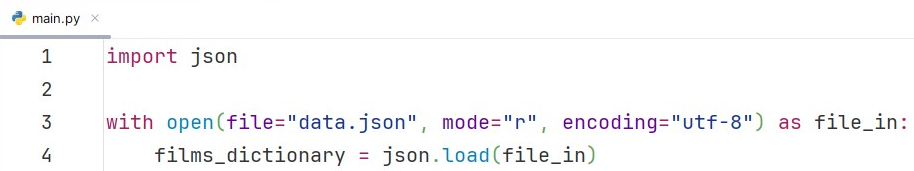 main.py ×
1 import json
2
3 with open(file="data.json", mode="r", encoding="utf-8") as file_in:
4     films_dictionary = json.load(file_in)